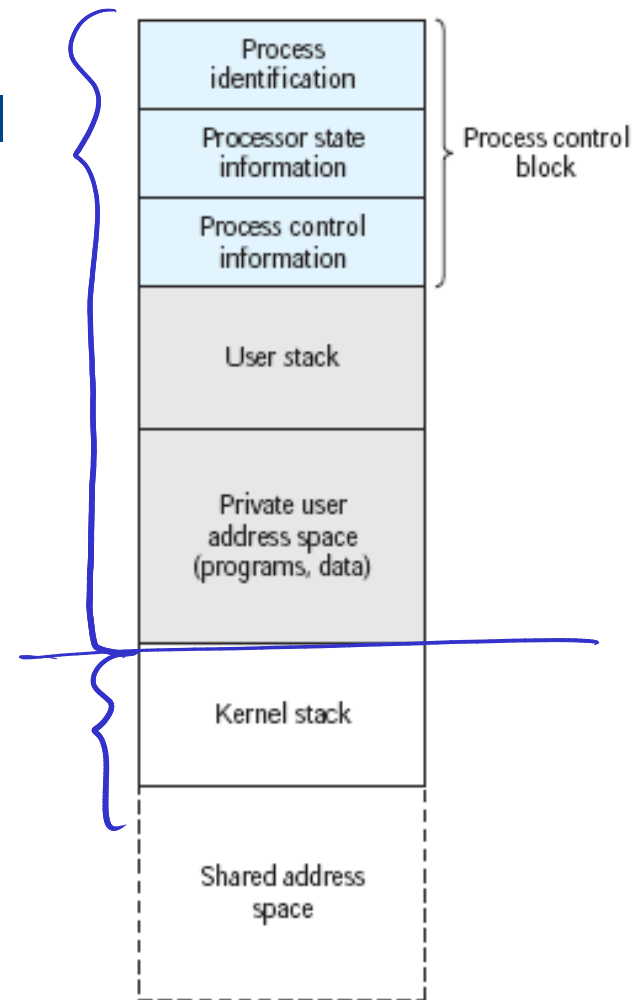 Process
identification
Processor state
information
Process control
information
Process control
block
User stack
Private user
address space
(programs, data)
Kernel stack
Shared address
space